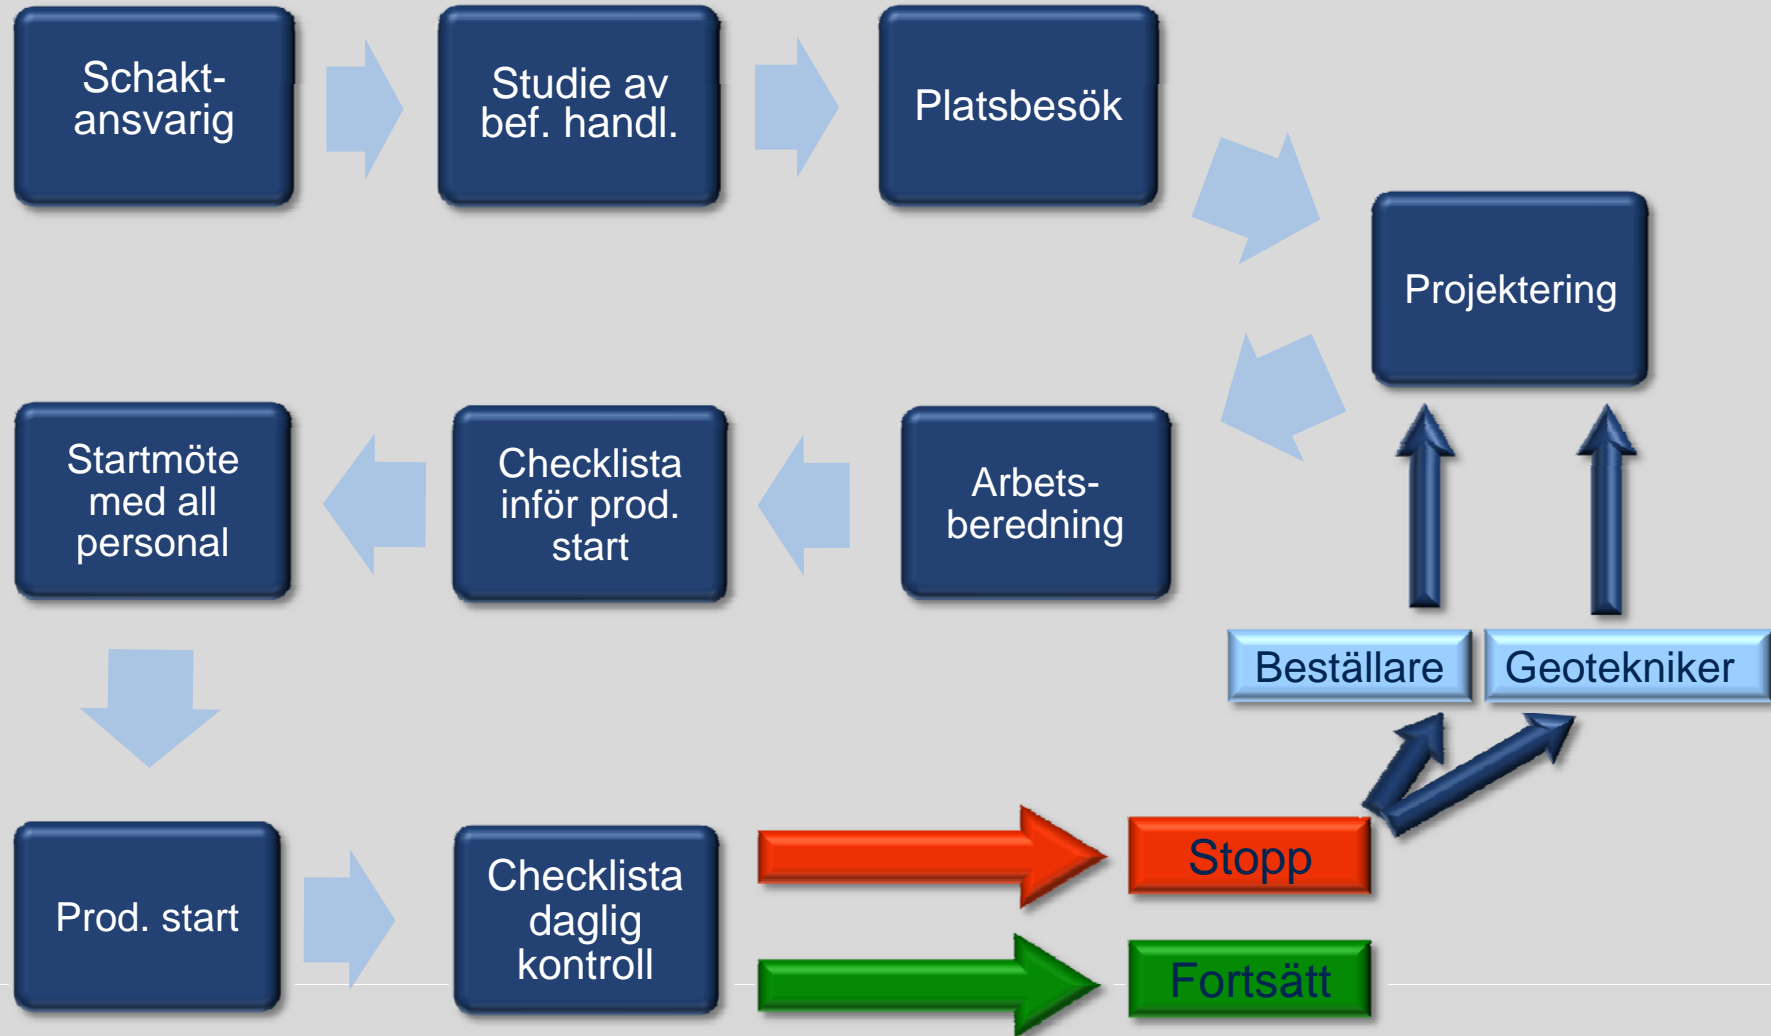 Schakt-
ansvarig
Studie av
bef. handl.
Platsbesök
Projektering
Arbets-
beredning
Checklista
inför prod.
start
Startmöte
med all
personal
Beställare
Geotekniker
Prod. start
Checklista
daglig
kontroll
Stopp
Fortsätt